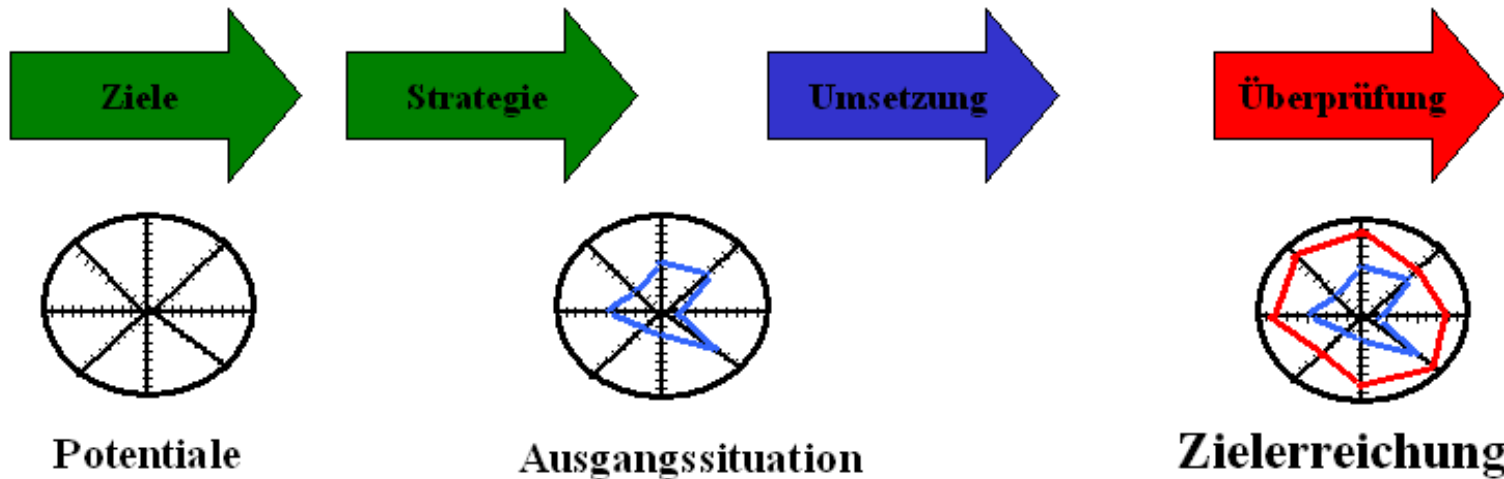 Ziele
Strategie
Umsetzung
Überprüfung
Potentiale
Ausgangssituation
Zielerreichung